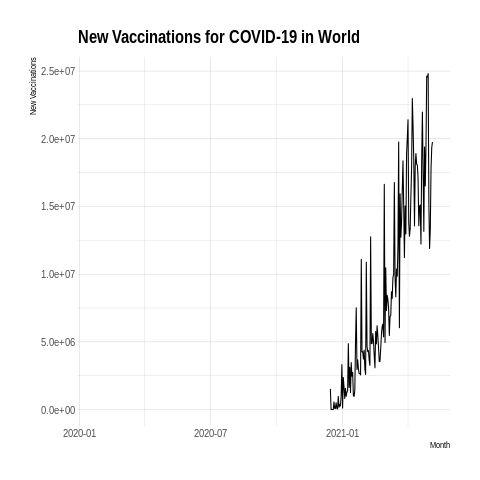 New Vaccinations for COVID-19 in World
New Vaccinations
2.5e+07
2.0e+07
1.5e+07
1.0e+07
5.0e+06
0.0e+00
2020-01 2020-07 2021-01
Month